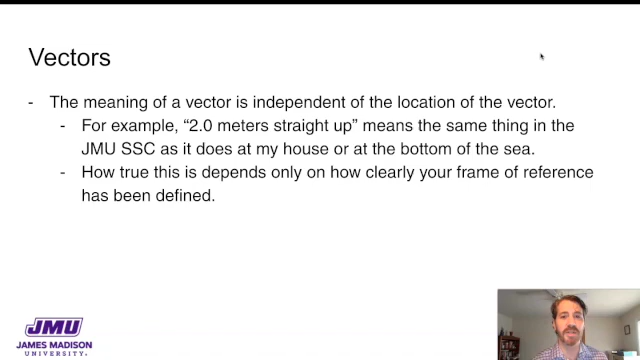 Vectors
- The meaning of a vector is independent of the location of the vector.
- For example, “2.0 meters straight up” means the same thing in the
JMU SSC as it does at my house or at the bottom of the sea.
- How true this is depends only on how clearly your frame of reference
has been defined.
JMU
JAMES MADISON
UNIVERSITY.